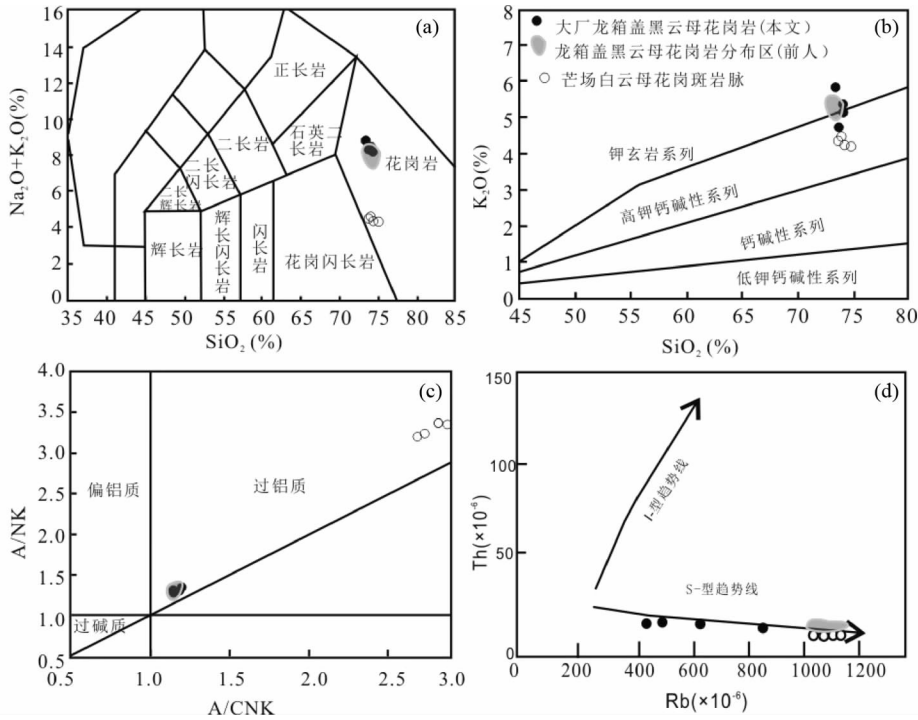 (a)
16
14
12
10
8
6
4
2
0
Na₂O+K₂O(%)
正长岩
石英二
长岩
二长岩
二长
闪长岩
二长
辉长岩
花岗岩
辉长岩
辉长闪长岩
闪长岩
花岗闪长岩
35 40 45 50 55 60 65 70 75 80 85
SiO₂(%)
(b)
大厂龙箱盖黑云母花岗岩(本文)
龙箱盖黑云母花岗岩分布区(前人)
芒场白云母花岗斑岩脉
8
7
6
5
4
3
2
1
0
K₂O(%)
钾玄岩系列
高钾钙碱性系列
钙碱性系列
低钾钙碱性系列
45 50 55 60 65 70 75 80
SiO₂(%)
(c)
4.0
3.5
3.0
2.5
2.0
1.5
1.0
0.5
A/NK
偏铝质
过铝质
过碱质
0.5 1.0 1.5 2.0 2.5 3.0
A/CNK
(d)
150
100
50
0
Th(×10⁻⁶)
I-型趋势线
S-型趋势线
0 200 400 600 800 1000 1200
Rb(×10⁻⁶)